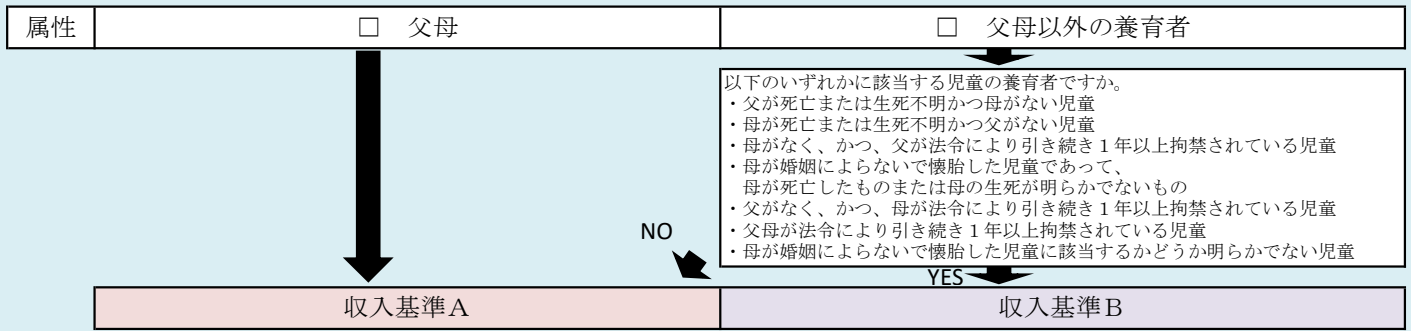 属性 □ 父母 □ 父母以外の養育者
以下のいずれかに該当する児童の養育者ですか。
・父が死亡または生死不明かつ母がない児童
・母が死亡または生死不明かつ父がない児童
・母がなく、かつ、父が法令により引き続き１年以上拘禁されている児童
・母が婚姻によらないで懐胎した児童であって、
母が死亡したものまたは母の生死が明らかでないもの
・父がなく、かつ、母が法令により引き続き１年以上拘禁されている児童
・父母が法令により引き続き１年以上拘禁されている児童
・母が婚姻によらないで懐胎した児童に該当するかどうか明らかでない児童
NO
YES
収入基準Ａ 収入基準Ｂ